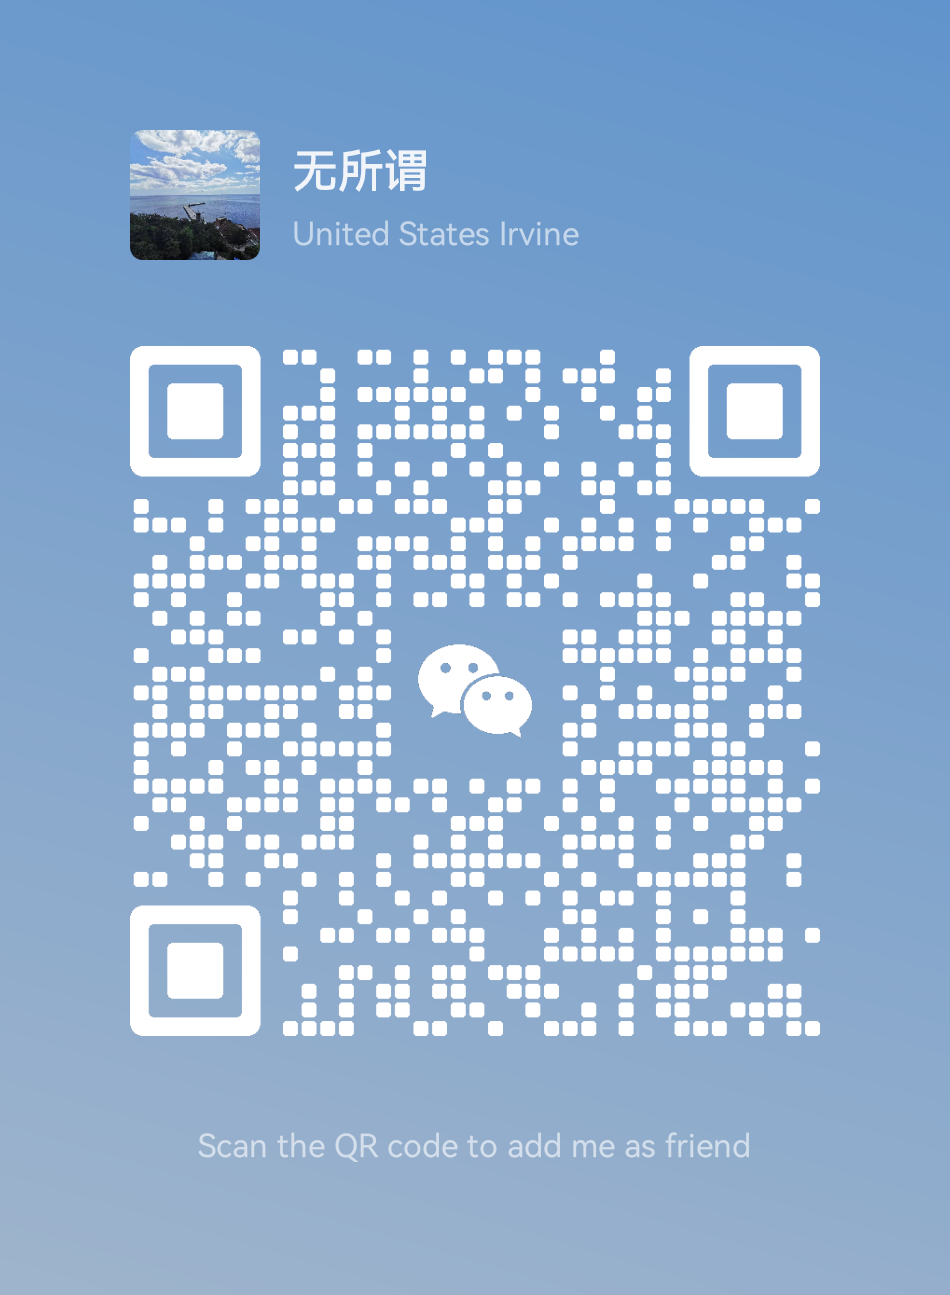 无所谓
United States Irvine
Scan the QR code to add me as friend